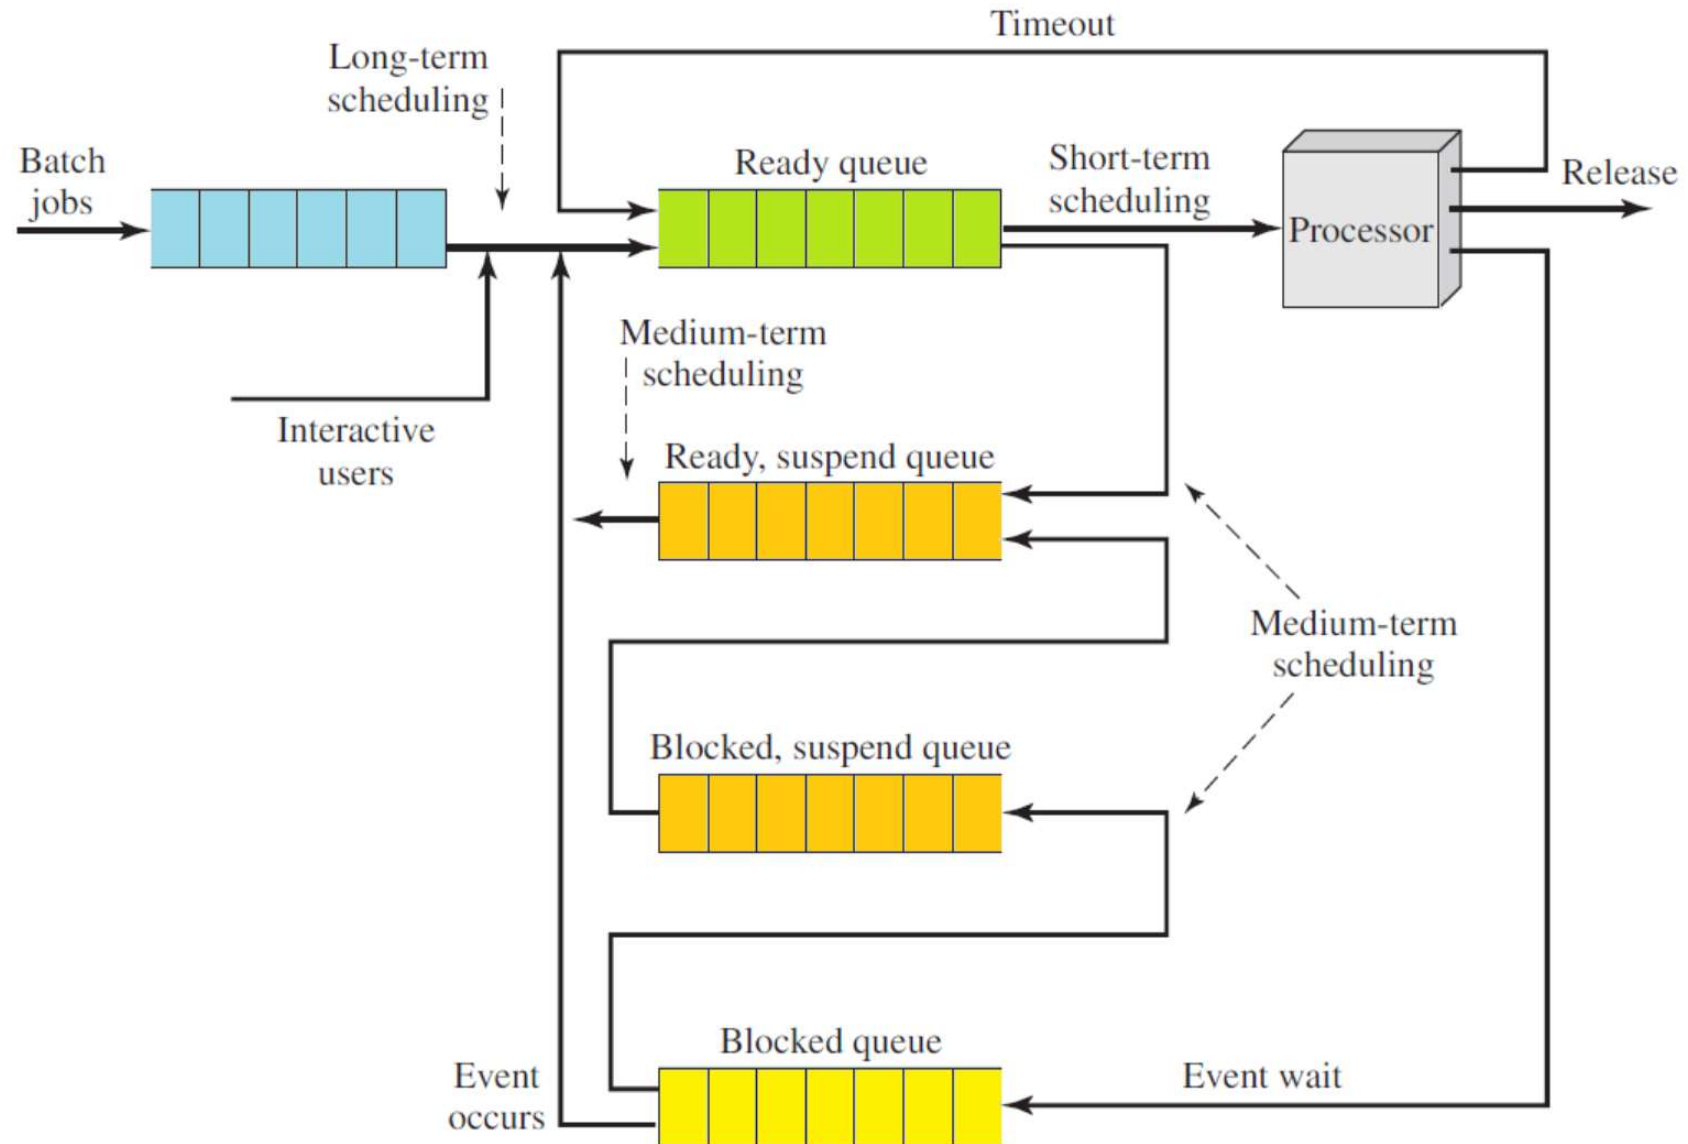 Timeout
Long-term
scheduling
Batch
jobs
Ready queue
Short-term
scheduling
Release
Processor
Medium-term
scheduling
Interactive
users
Ready, suspend queue
Medium-term
scheduling
Blocked, suspend queue
Blocked queue
Event
occurs
Event wait